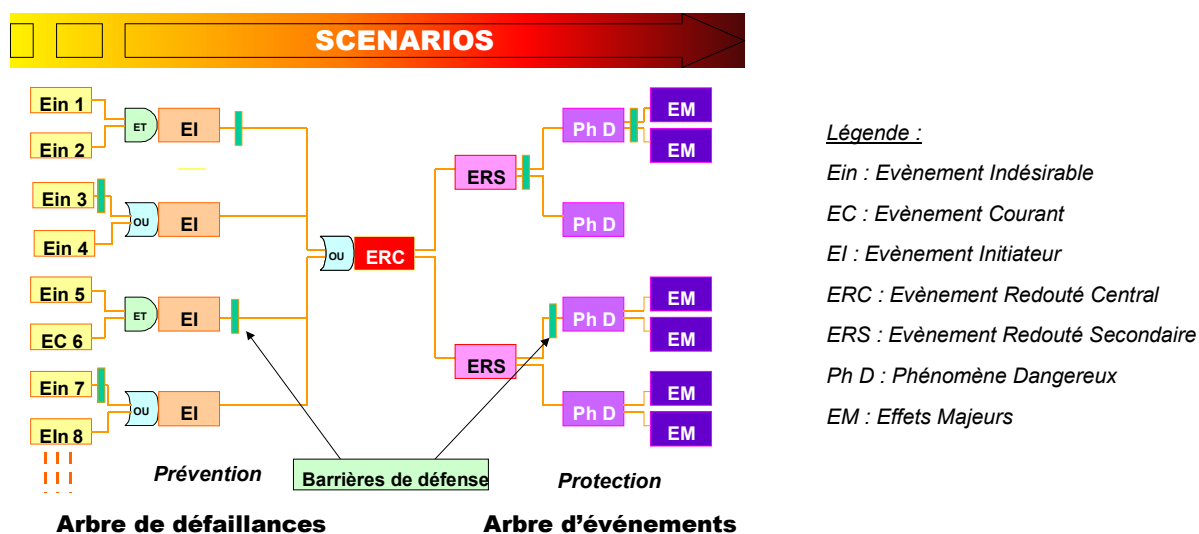 SCENARIOS
Ein 1
Ein 2
ET
EI
Ein 3
Ein 4
OU
EI
Ein 5
EC 6
ET
EI
Ein 7
EIn 8
OU
EI
OU
ERC
ERS
ERS
Ph D
Ph D
Ph D
Ph D
EM
EM
EM
EM
EM
EM
Prévention
Barrières de défense
Protection
Arbre de défaillances
Arbre d'événements
Légende :
Ein : Evènement Indésirable
EC : Evènement Courant
EI : Evènement Initiateur
ERC : Evènement Redouté Central
ERS : Evènement Redouté Secondaire
Ph D : Phénomène Dangereux
EM : Effets Majeurs